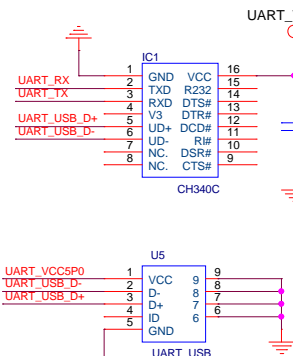 UART_
IC1
1 GND VCC 16
UART_RX 2 TXD R232 15
UART_TX 3 RXD DTS# 14
4 V3 DTR# 13
UART_USB_D+ 5 UD+ DCD# 12
UART_USB_D- 6 UD- RI# 11
7 NC. DSR# 10
8 NC. CTS# 9
CH340C
U5
UART_VCC5P0 1 VCC 9 9
UART_USB_D- 2 D- 8 8
UART_USB_D+ 3 D+ 7 7
4 ID 6 6
5 GND
UART_USB